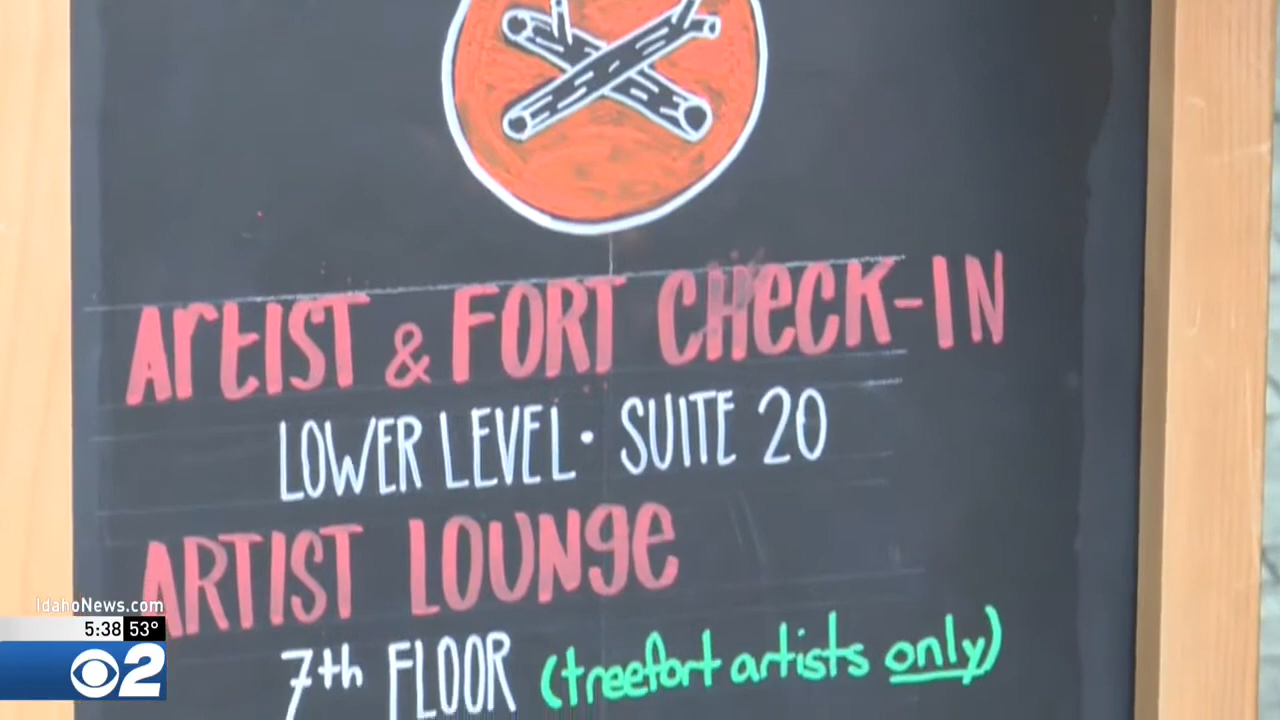 Artist & FORT CHeCK-IN
LOWER LEVEL · SUITE 20
ARTIST LOUNge
7th FLOOR (treefort artists only)
IdahoNews.com
5:38 53°
2